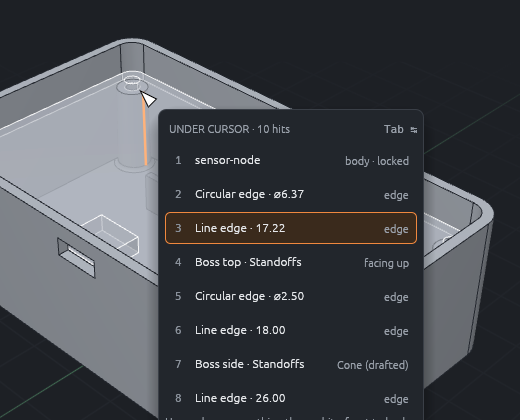 UNDER CURSOR · 10 hits Tab ⇆
1 sensor-node body · locked
2 Circular edge · ⌀6.37 edge
3 Line edge · 17.22 edge
4 Boss top · Standoffs facing up
5 Circular edge · ⌀2.50 edge
6 Line edge · 18.00 edge
7 Boss side · Standoffs Cone (drafted)
8 Line edge · 26.00 edge